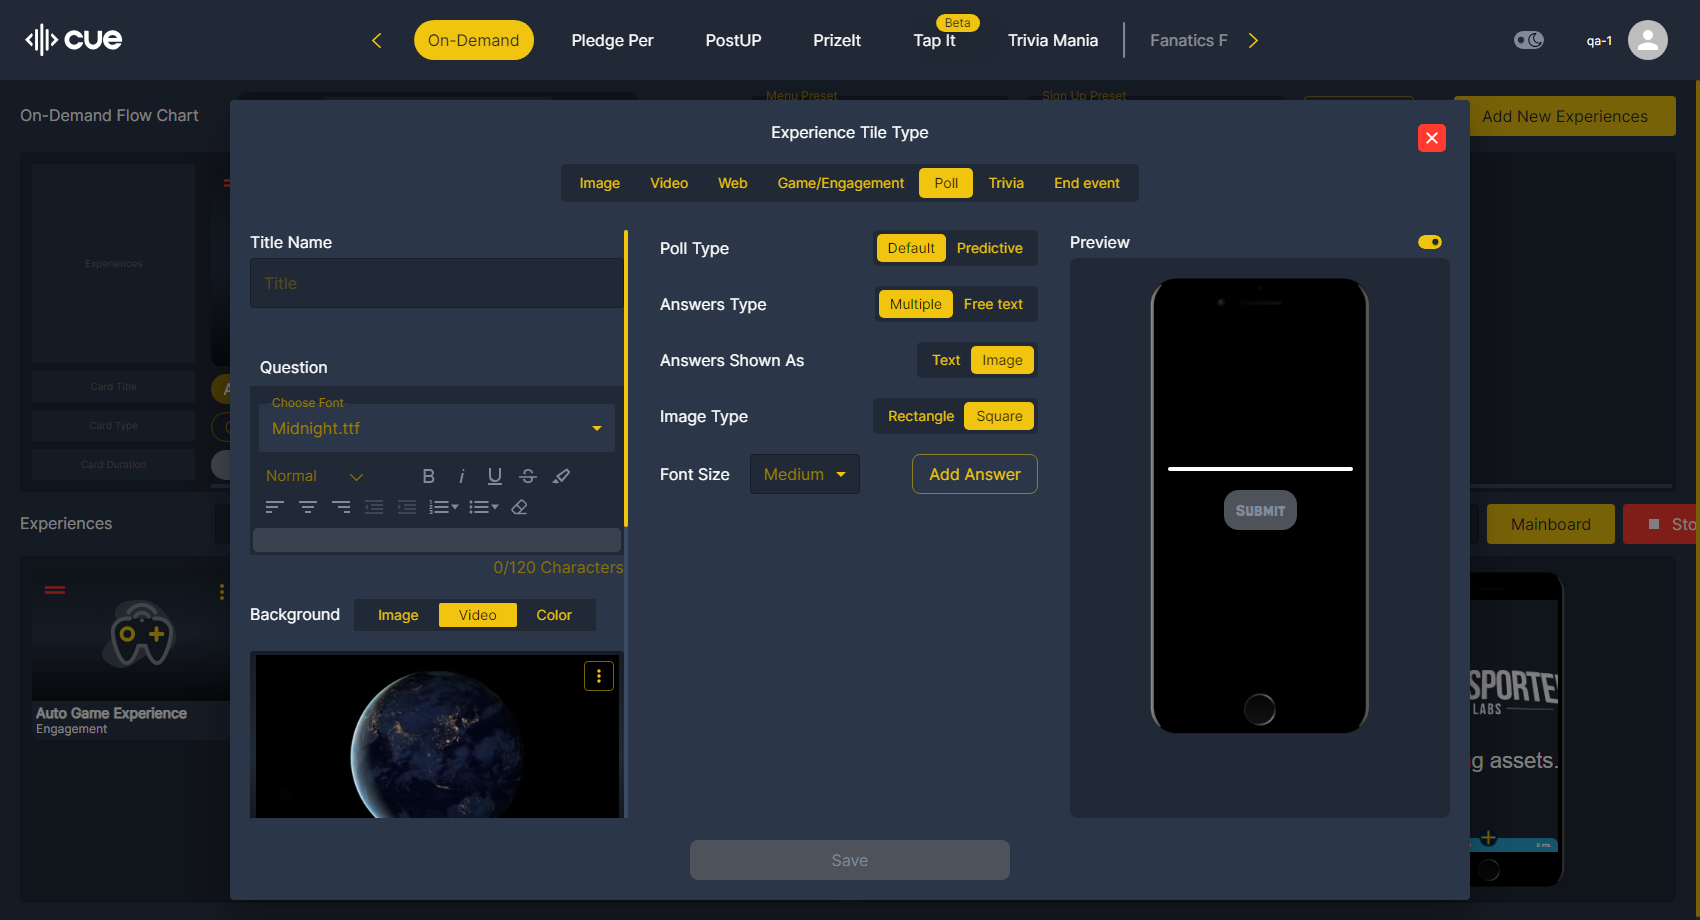 cue
On-Demand
Pledge Per
PostUP
PrizeIt
Beta
Tap It
Trivia Mania
Fanatics F
qa-1
On-Demand Flow Chart
Menu Preset
Sign Up Preset
Add New Experiences
Experience Tile Type
Image
Video
Web
Game/Engagement
Poll
Trivia
End event
Experiences
Card Title
Card Type
Card Duration
Title Name
Title
Question
Choose Font
Midnight.ttf
Normal
B
i
U
S
0/120 Characters
Background
Image
Video
Color
Poll Type
Default
Predictive
Answers Type
Multiple
Free text
Answers Shown As
Text
Image
Image Type
Rectangle
Square
Font Size
Medium
Add Answer
Preview
SUBMIT
Save
Experiences
Mainboard
Sto
Auto Game Experience
Engagement
SPORTE
LABS
g assets.